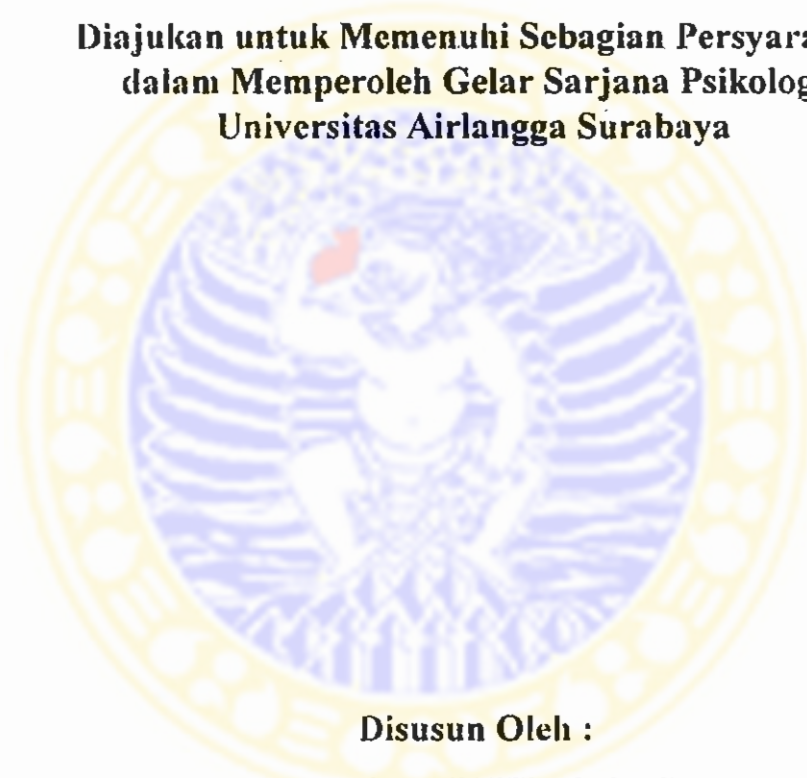 Diajukan untuk Memenuhi Sebagian Persyara
dalam Memperoleh Gelar Sarjana Psikolog
Universitas Airlangga Surabaya
Disusun Oleh :